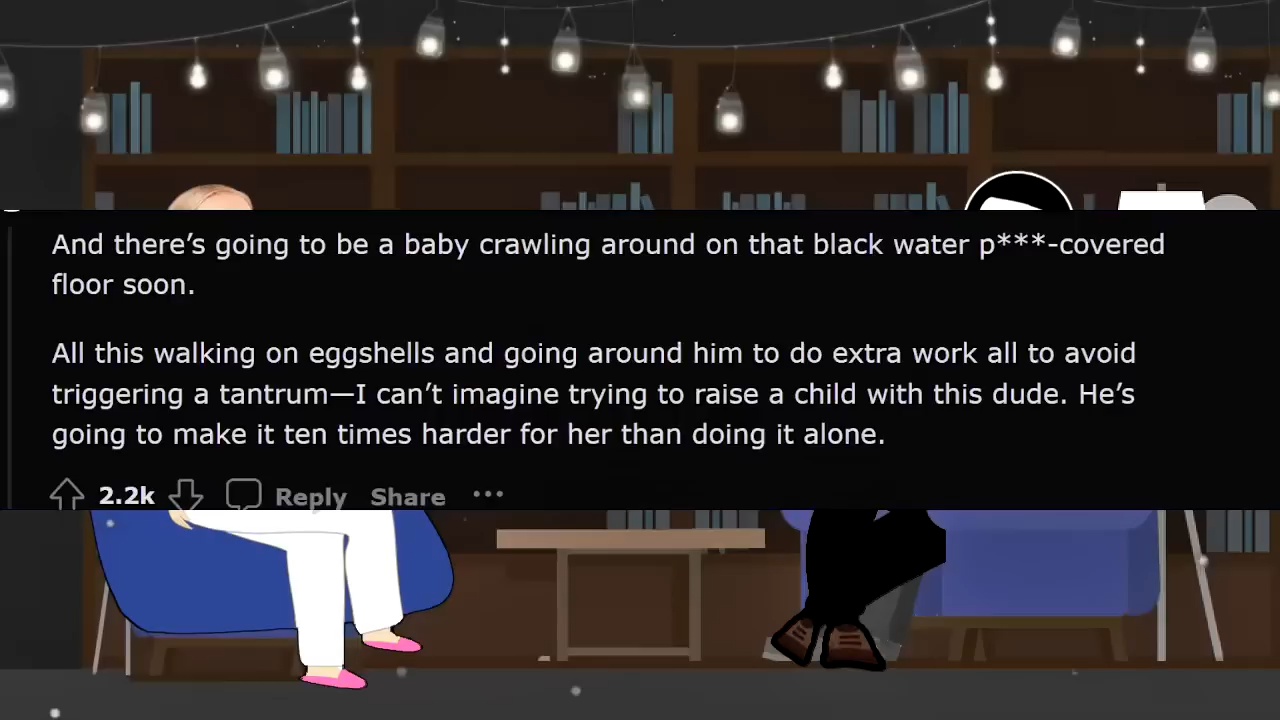 And there’s going to be a baby crawling around on that black water p***-covered
floor soon.
All this walking on eggshells and going around him to do extra work all to avoid
triggering a tantrum—I can’t imagine trying to raise a child with this dude. He’s
going to make it ten times harder for her than doing it alone.
2.2k Reply Share •••